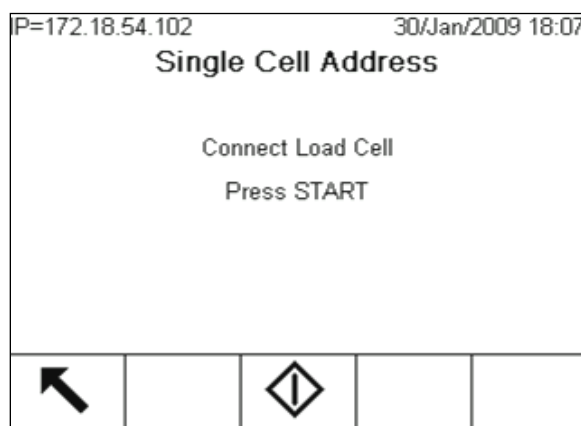 IP=172.18.54.102 30/Jan/2009 18:07
Single Cell Address
Connect Load Cell
Press START